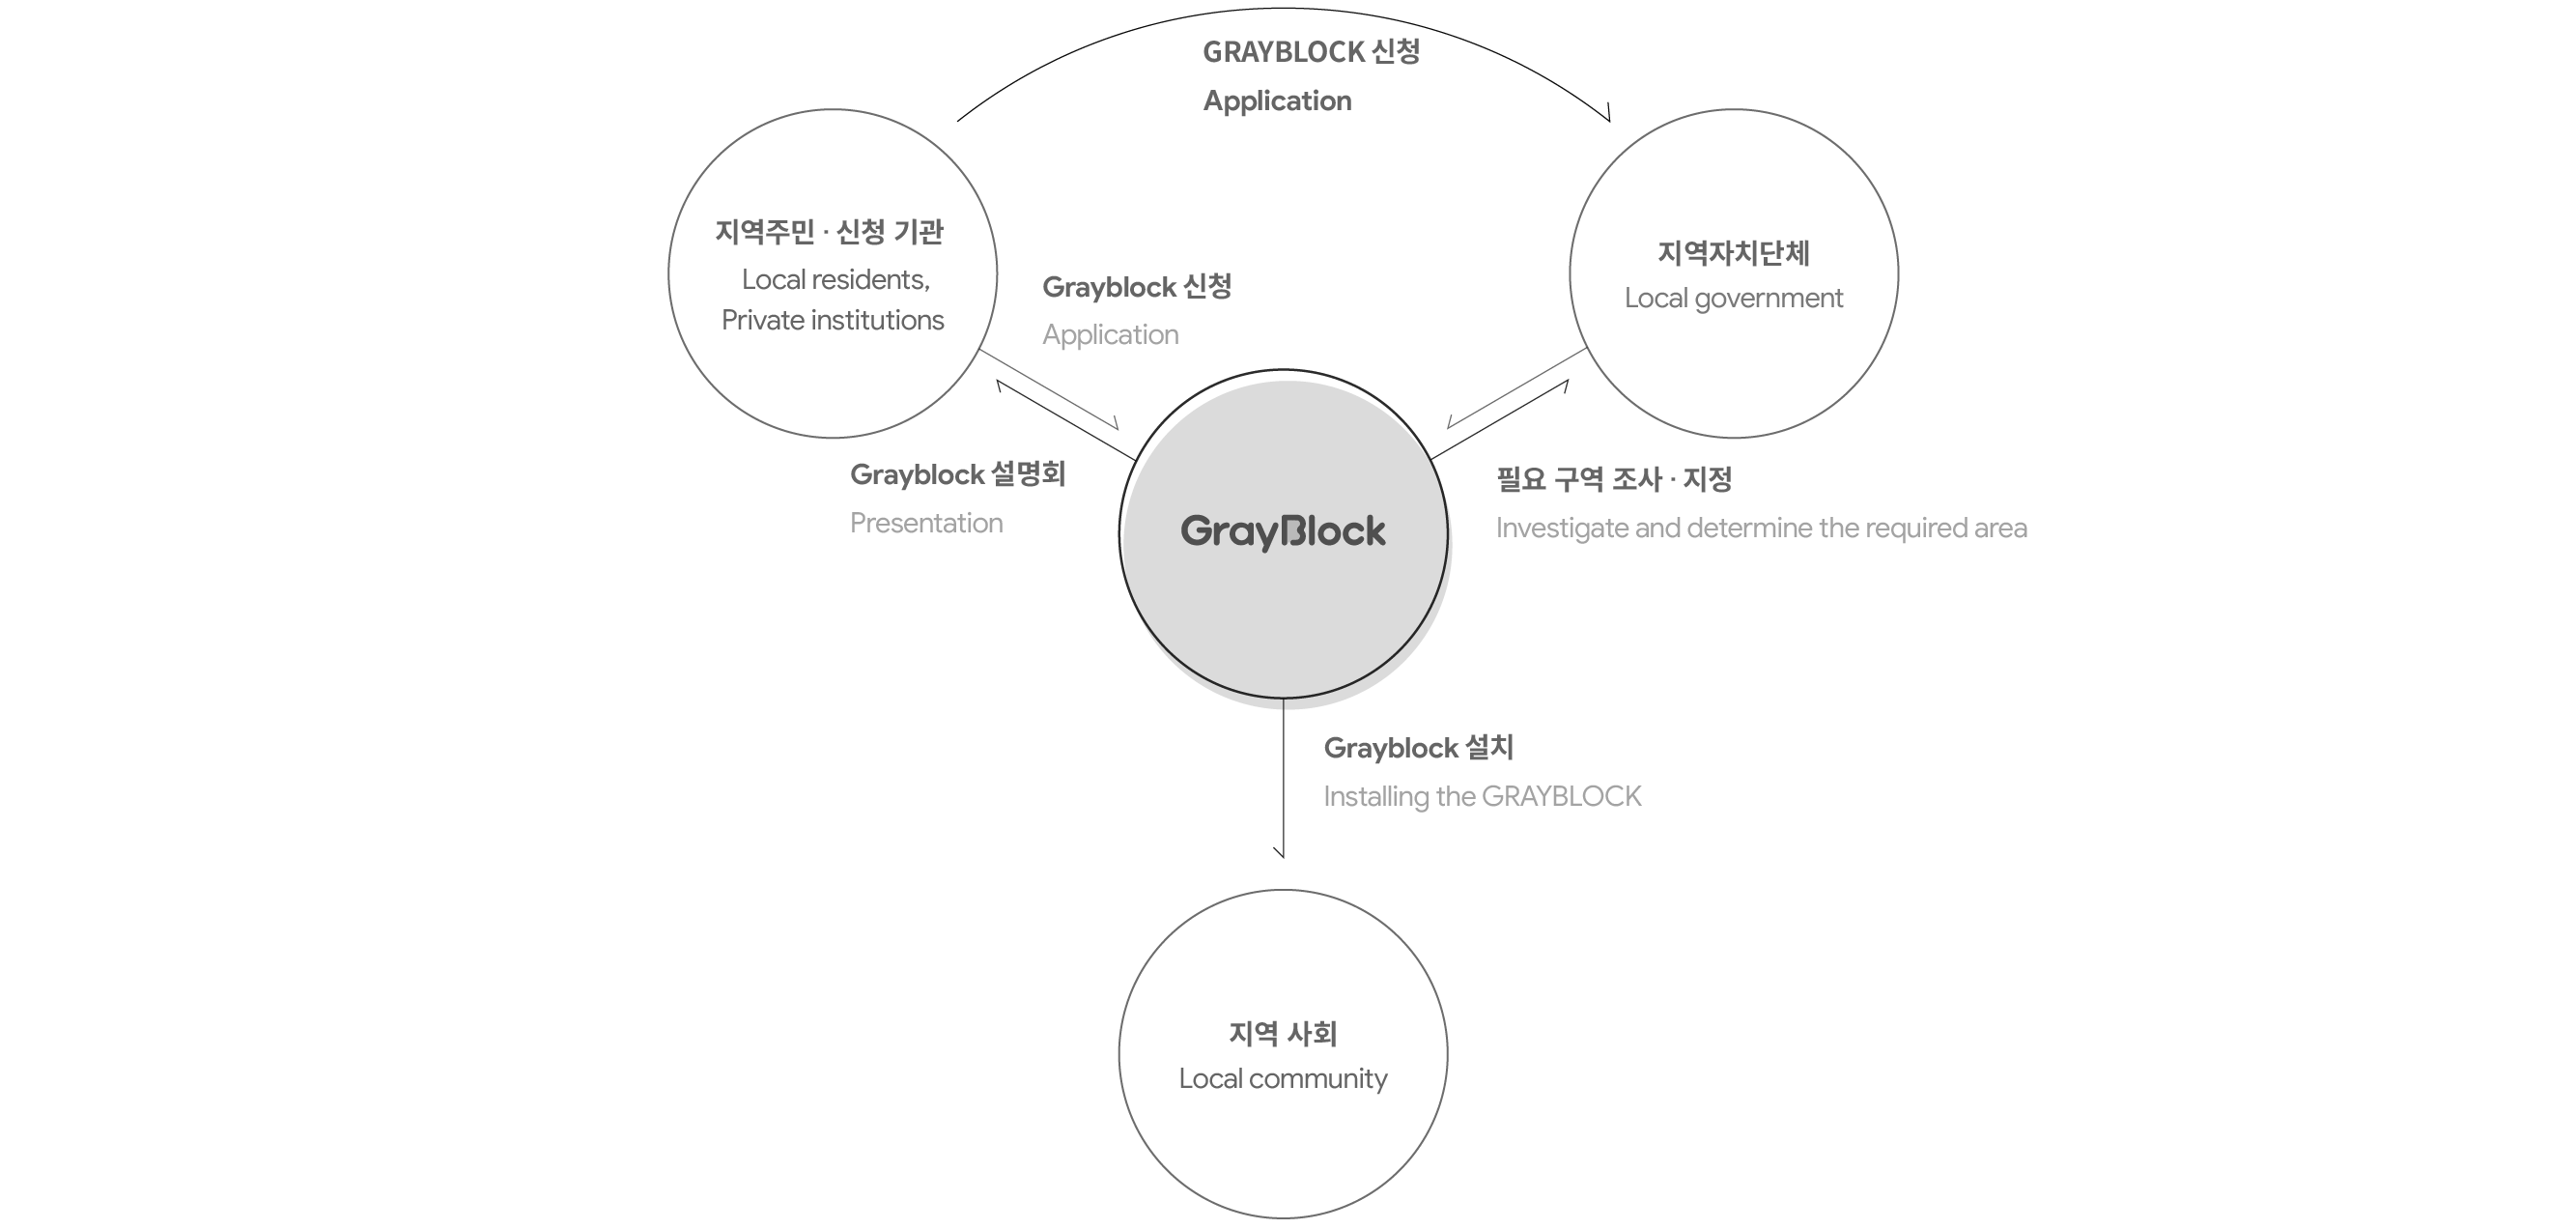 GRAYBLOCK 신청
Application
지역주민 · 신청 기관
Local residents,
Private institutions
지역자치단체
Local government
Grayblock 신청
Application
Grayblock 설명회
Presentation
필요 구역 조사 · 지정
Investigate and determine the required area
GrayBlock
Grayblock 설치
Installing the GRAYBLOCK
지역 사회
Local community